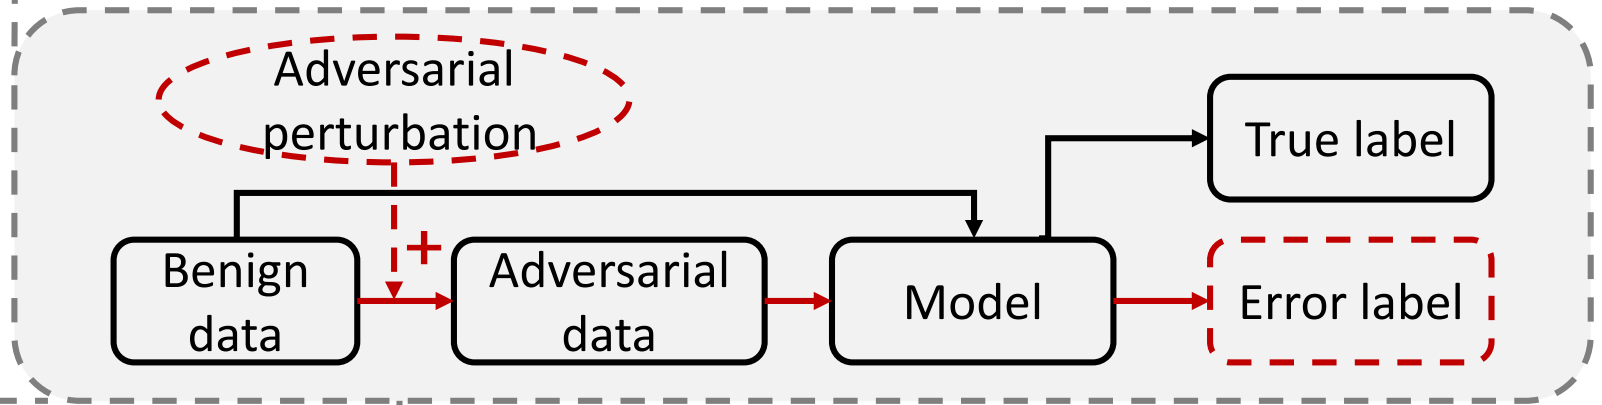 Adversarial
perturbation
True label
+
Benign
data
Adversarial
data
Model
Error label